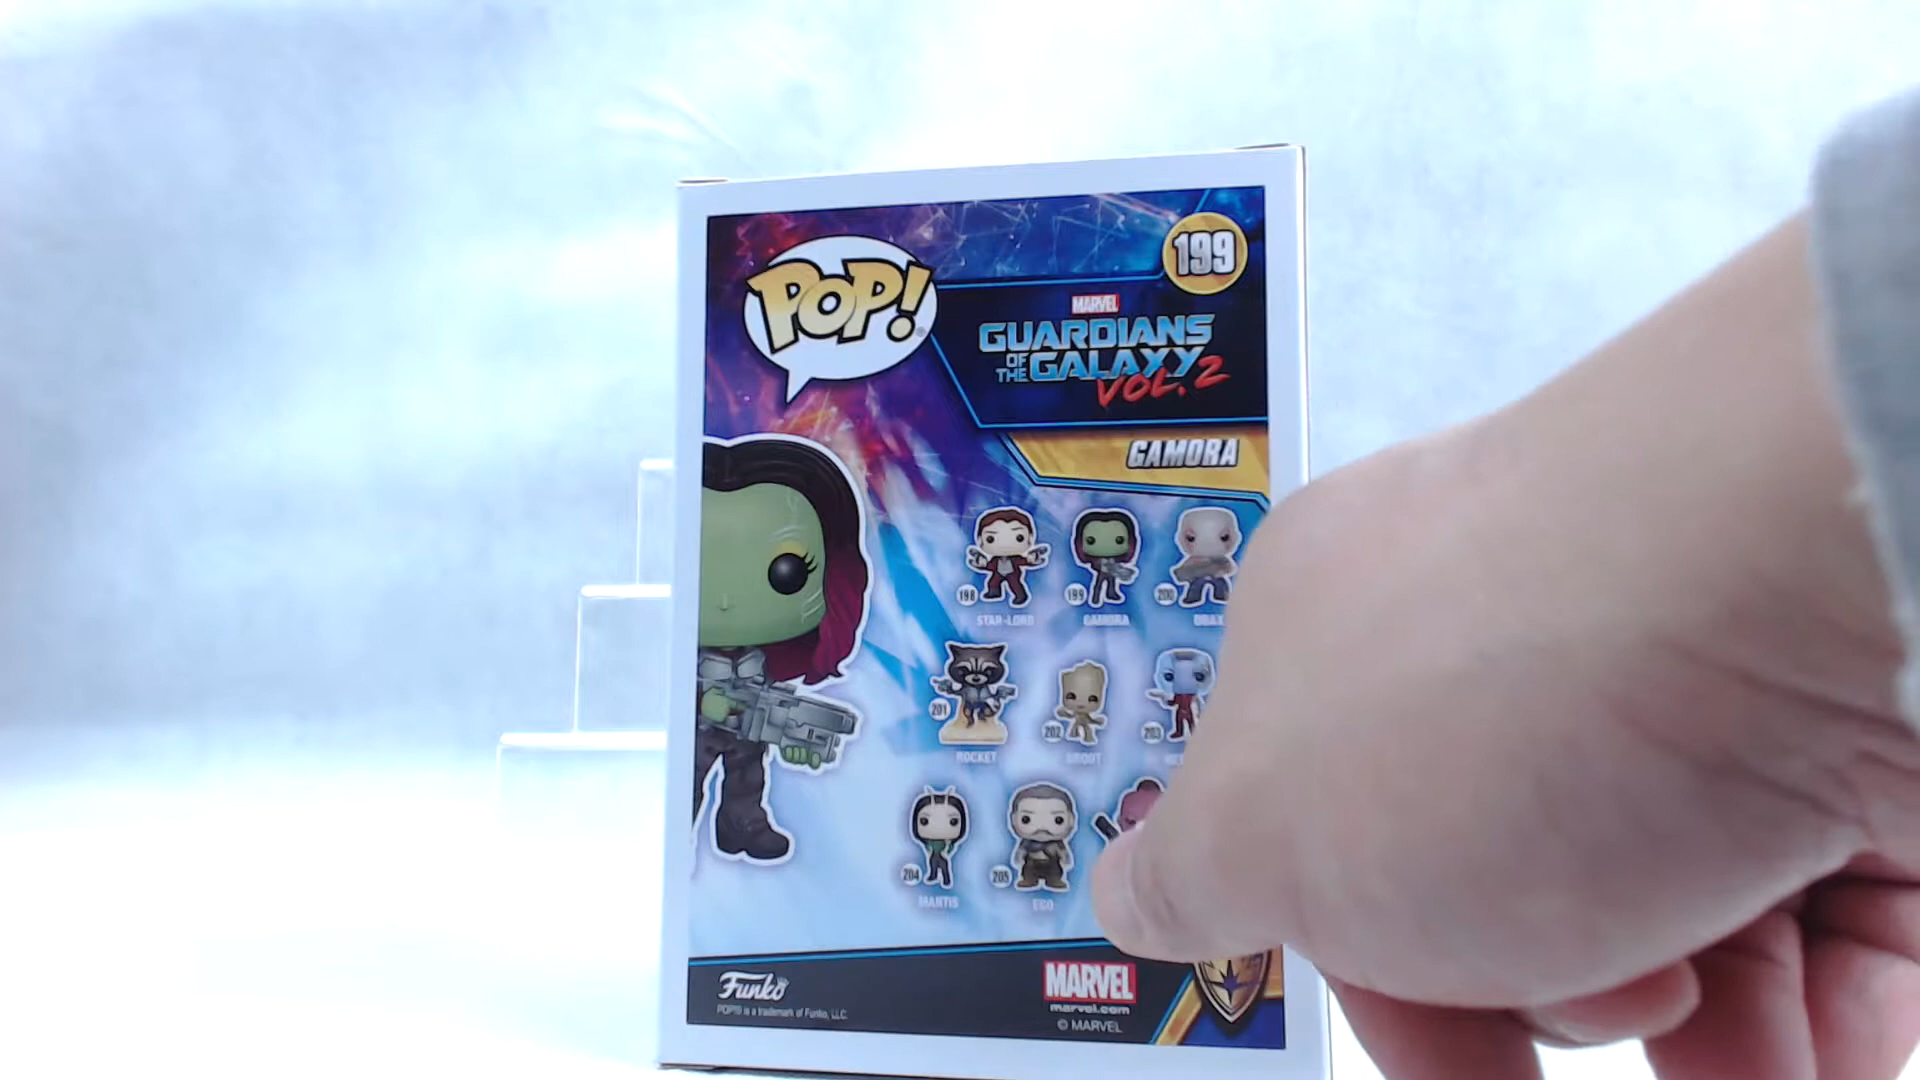 POP!
199
MARVEL
GUARDIANS
OF
THE GALAXY
VOL. 2
GAMORA
198
199
200
STAR-LORD
GAMORA
201
202
203
ROCKET
GROOT
204
205
MANTIS
EGO
Funko
POP!® is a trademark of Funko, LLC
MARVEL
marvel.com
© MARVEL